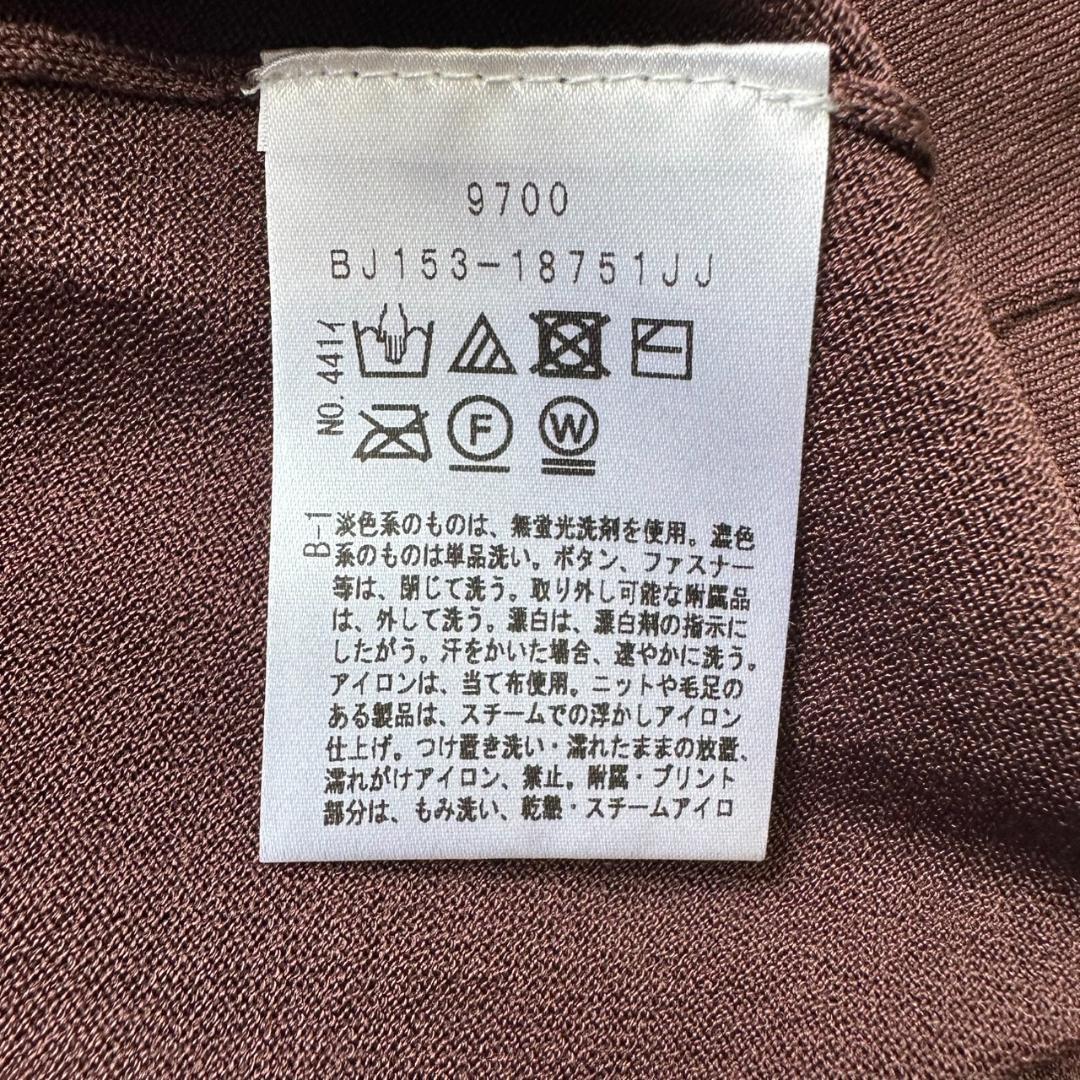 9700
BJ153-18751JJ
NO. 441イ
F
W
B-1
淡色系のものは、無蛍光洗剤を使用。濃色
系のものは単品洗い。ボタン、ファスナー
等は、閉じて洗う。取り外し可能な附属品
は、外して洗う。漂白は、漂白剤の指示に
したがう。汗をかいた場合、速やかに洗う。
アイロンは、当て布使用。ニットや毛足の
ある製品は、スチームでの浮かしアイロン
仕上げ。つけ置き洗い・濡れたままの放置、
濡れがけアイロン、禁止。附属・プリント
部分は、もみ洗い、乾熱・スチームアイロ